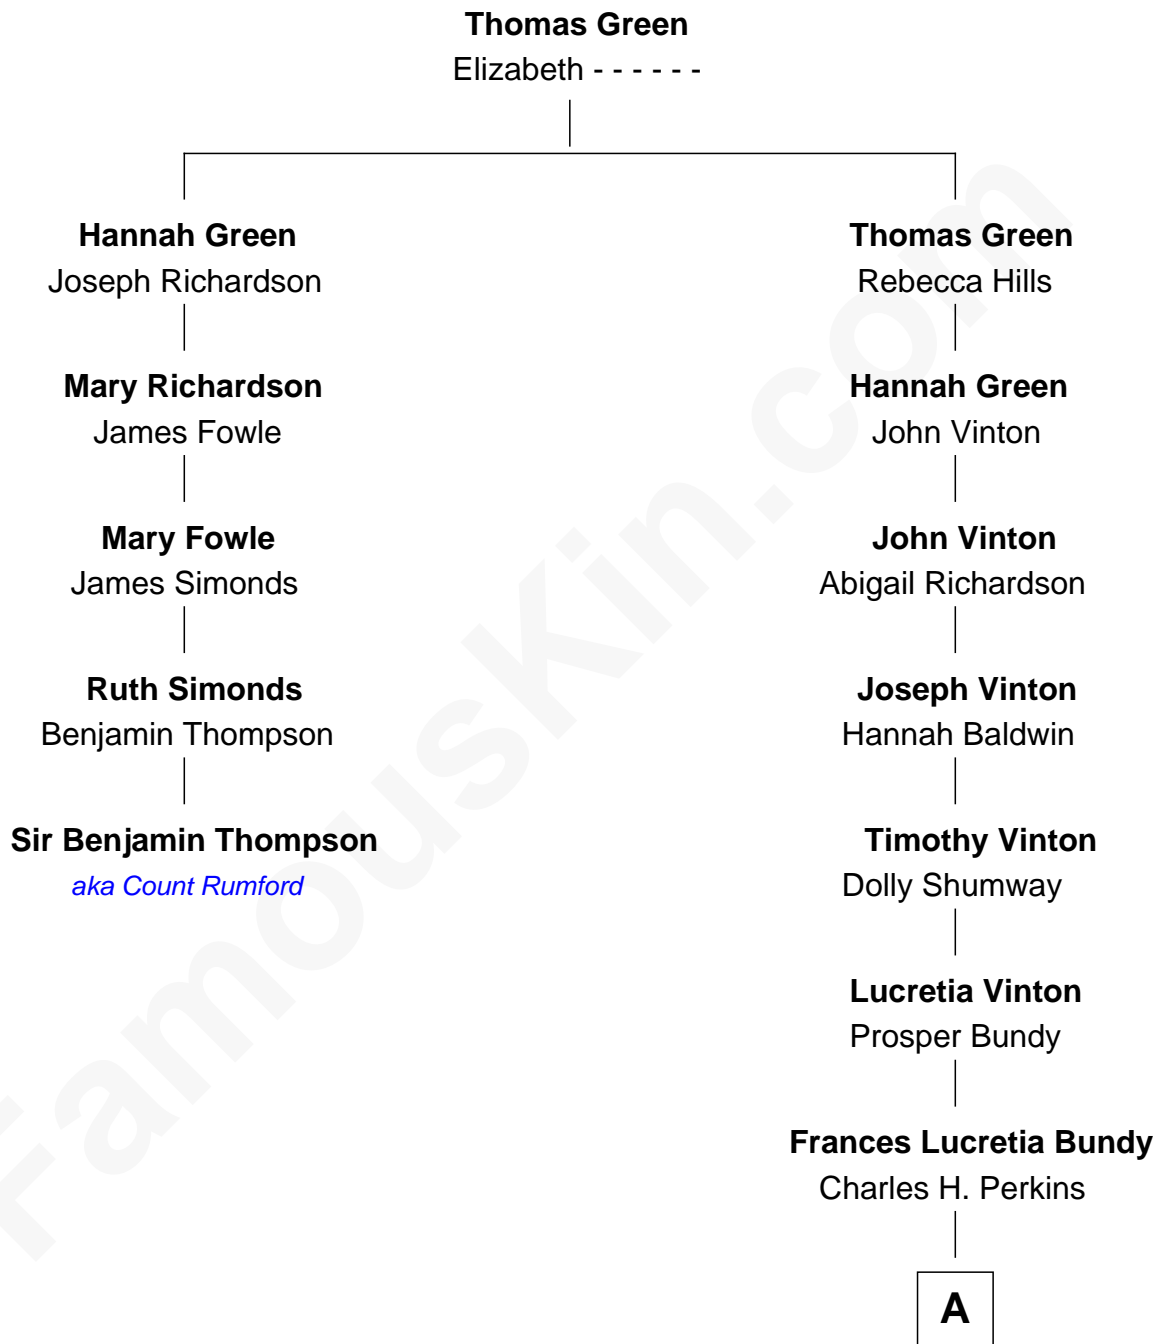 Thomas Green
Elizabeth - - - - - -
Hannah Green
Joseph Richardson
Mary Richardson
James Fowle
Mary Fowle
James Simonds
Ruth Simonds
Benjamin Thompson
Sir Benjamin Thompson
aka Count Rumford
Thomas Green
Rebecca Hills
Hannah Green
John Vinton
John Vinton
Abigail Richardson
Joseph Vinton
Hannah Baldwin
Timothy Vinton
Dolly Shumway
Lucretia Vinton
Prosper Bundy
Frances Lucretia Bundy
Charles H. Perkins
A
FamousKin.com